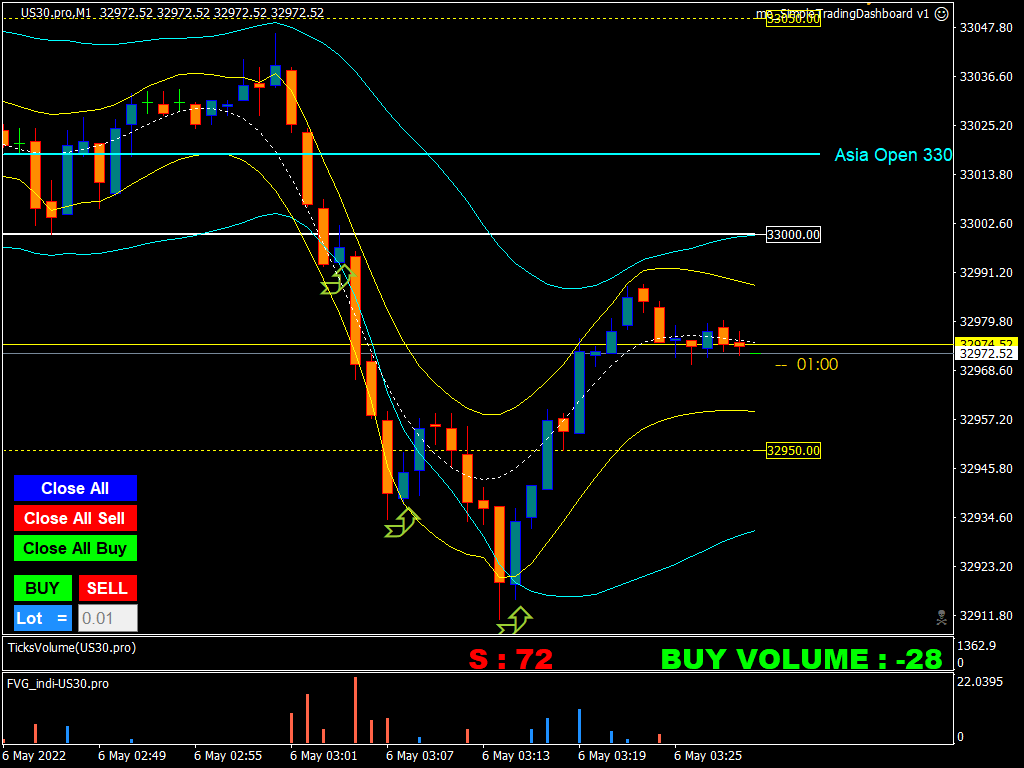 US30.pro,M1 32972.52 32972.52 32972.52 32972.52
SimpleTradingDashboard v1
33050.00
33047.80
33036.60
33025.20
Asia Open 330
33013.80
33002.60
33000.00
32991.20
32979.80
32974.52
32972.52
-- 01:00
32968.60
32957.20
32950.00
32945.80
32934.60
32923.20
32911.80
Close All
Close All Sell
Close All Buy
BUY SELL
Lot = 0.01
TicksVolume(US30.pro)
S : 72 BUY VOLUME : -28
1362.9
0
FVG_indi-US30.pro
22.0395
0
6 May 2022 6 May 02:49 6 May 02:55 6 May 03:01 6 May 03:07 6 May 03:13 6 May 03:19 6 May 03:25